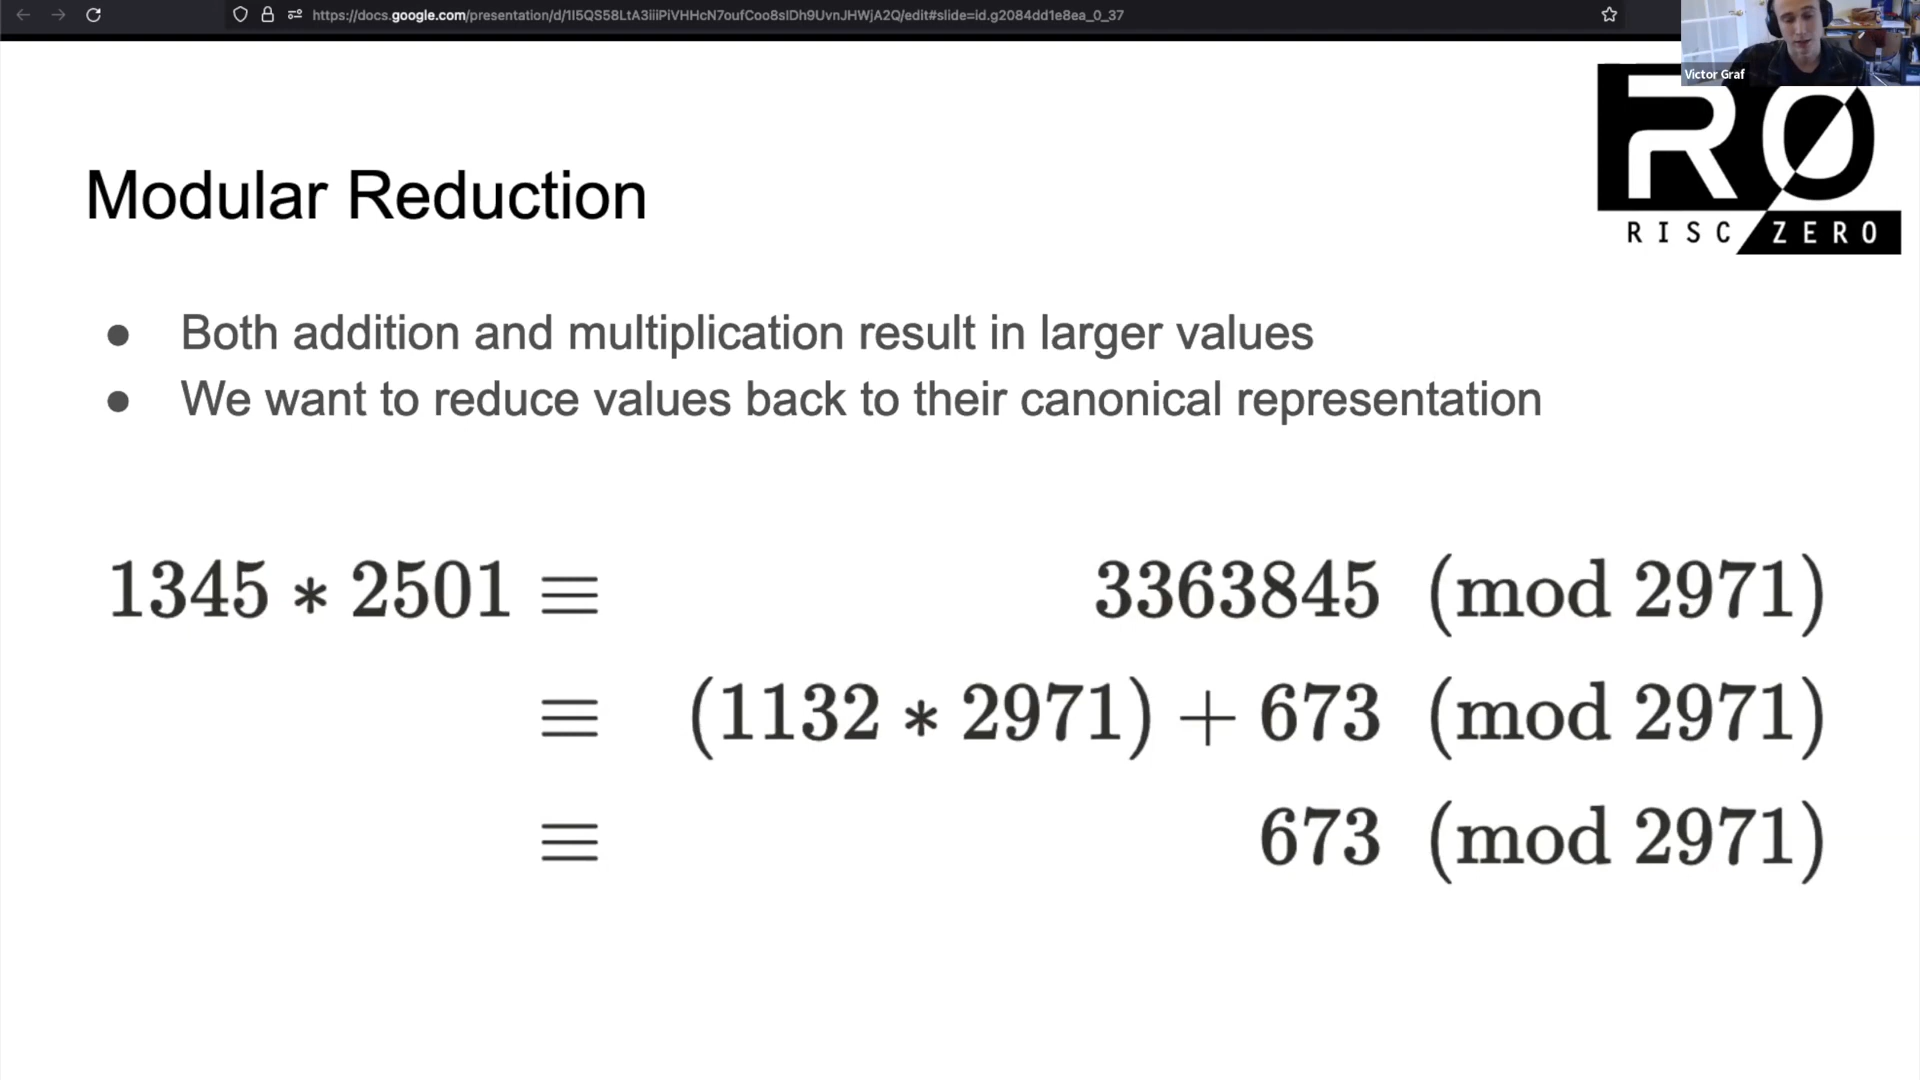 https://docs.google.com/presentation/d/1I5QS58LtA3iiiPiVHHcN7oufCoo8sIDh9UvnJHWjA2Q/edit#slide=id.g2084dd1e8ea_0_37
Victor Graf
R0
RISC ZERO
Modular Reduction
● Both addition and multiplication result in larger values
● We want to reduce values back to their canonical representation
1345 * 2501 ≡ 3363845 (mod 2971)
≡ (1132 * 2971) + 673 (mod 2971)
≡ 673 (mod 2971)